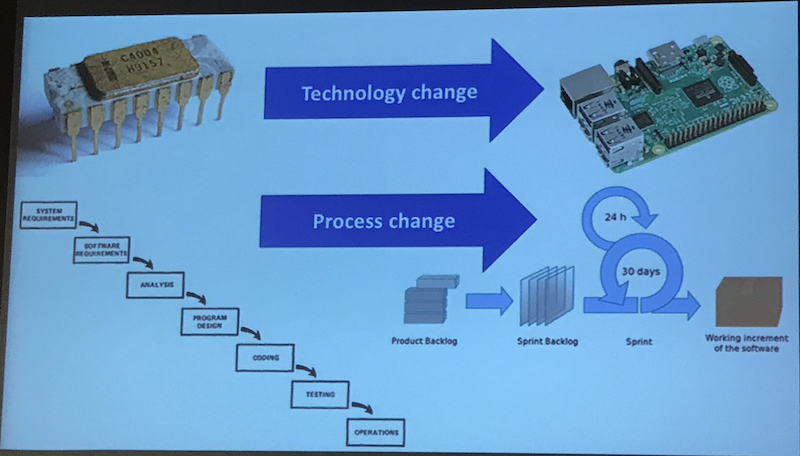 C4004
H9157
Technology change
Process change
SYSTEM
REQUIREMENTS
SOFTWARE
REQUIREMENTS
ANALYSIS
PROGRAM
DESIGN
CODING
TESTING
OPERATIONS
24 h
30 days
Product Backlog
Sprint Backlog
Sprint
Working increment
of the software